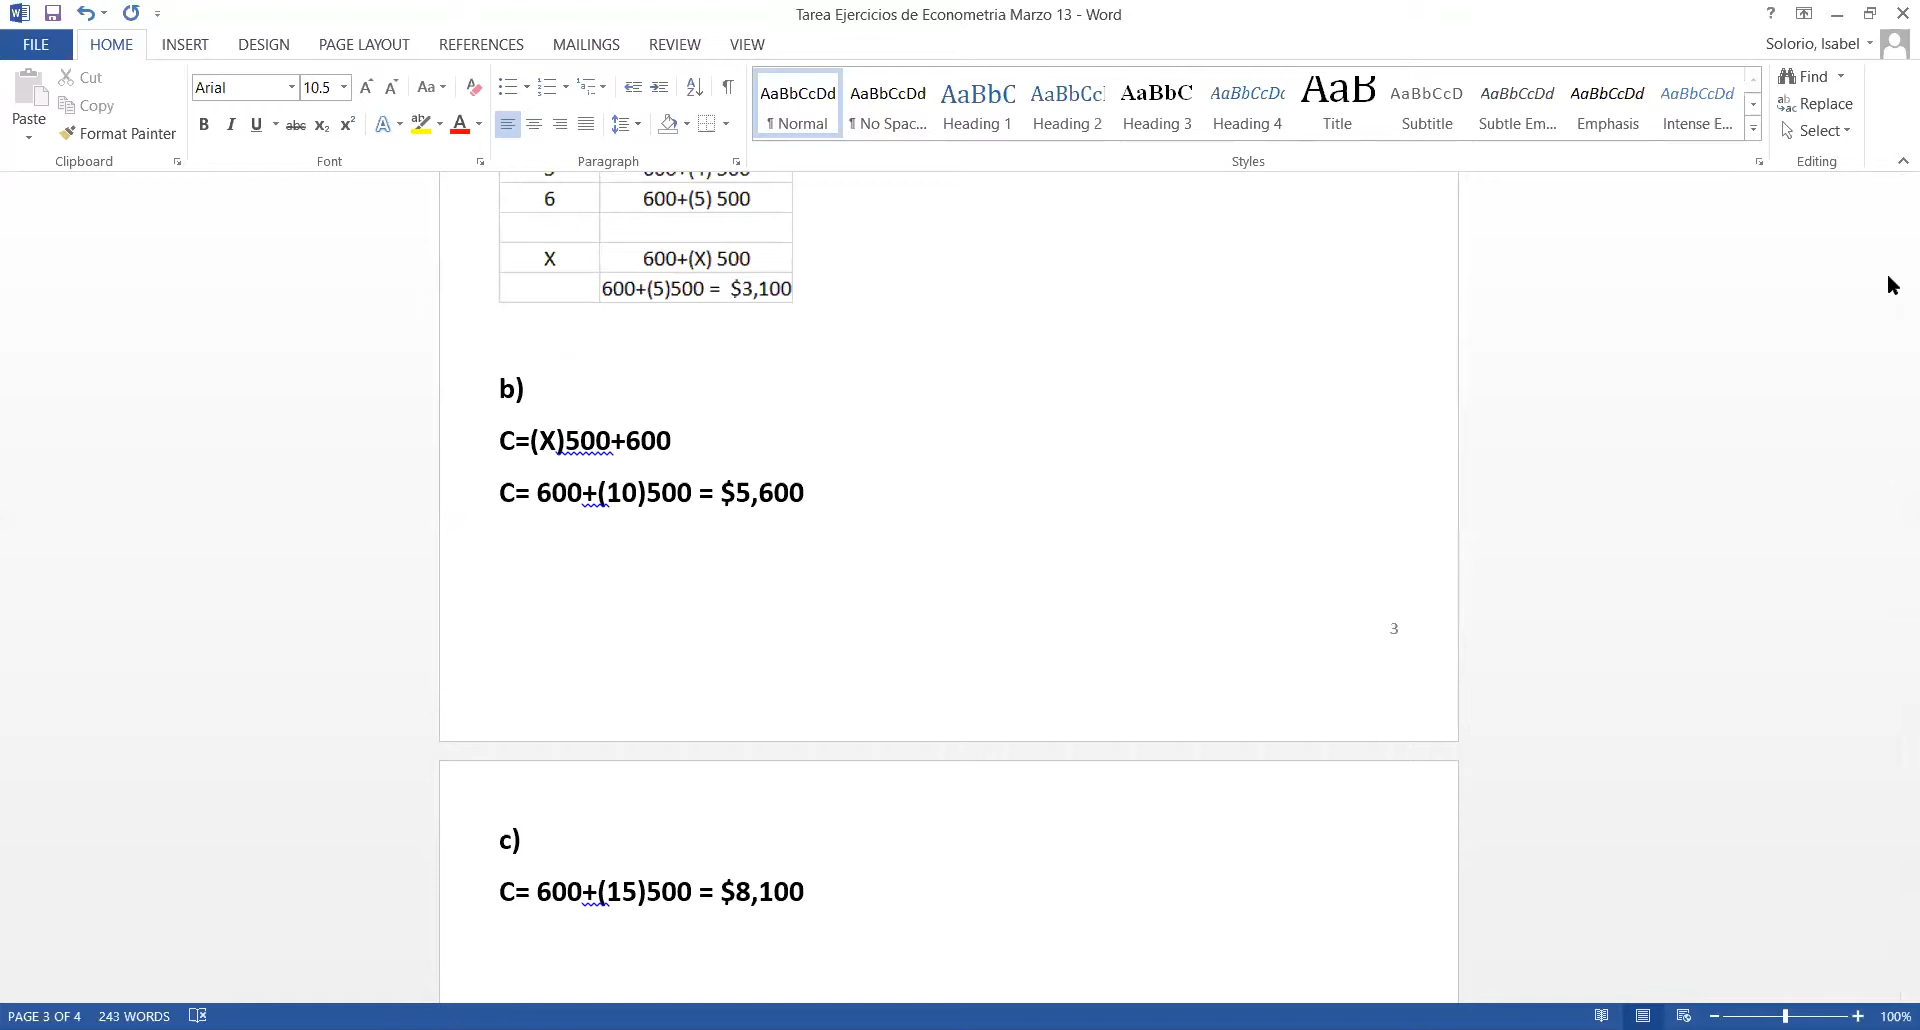 Tarea Ejercicios de Econometria Marzo 13 - Word
?
FILE HOME INSERT DESIGN PAGE LAYOUT REFERENCES MAILINGS REVIEW VIEW
Solorio, Isabel
Paste
Cut
Copy
Format Painter
Clipboard
Arial 10.5
Font
Paragraph
AaBbCcDd AaBbCcDd AaBbC AaBbCc AaBbC AaBbCcDc AaB AaBbCcD AaBbCcDd AaBbCcDd AaBbCcDd
¶ Normal ¶ No Spac... Heading 1 Heading 2 Heading 3 Heading 4 Title Subtitle Subtle Em... Emphasis Intense E...
Styles
Find
Replace
Select
Editing
6 600+(5) 500
X 600+(X) 500
600+(5)500 = $3,100
b)
C=(X)500+600
C= 600+(10)500 = $5,600
3
c)
C= 600+(15)500 = $8,100
PAGE 3 OF 4 243 WORDS
100%